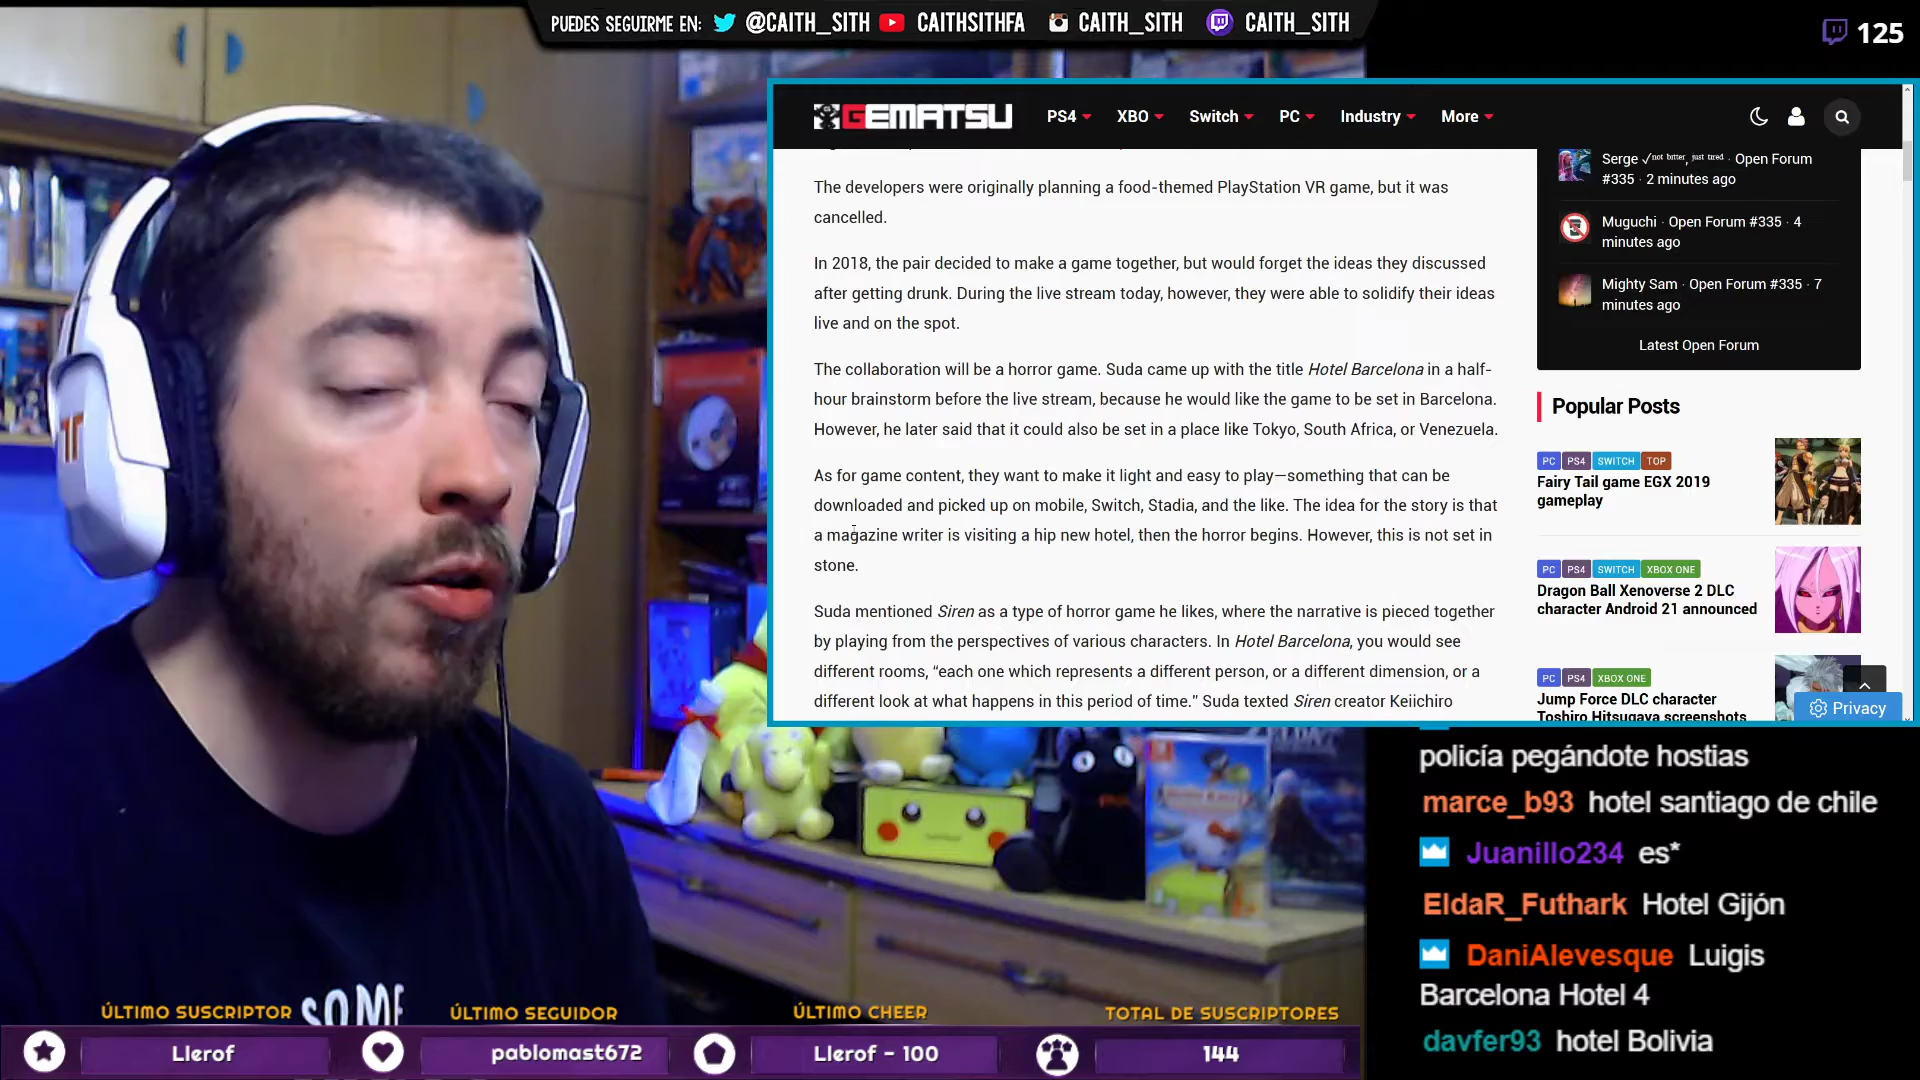 PUEDES SEGUIRME EN: @CAITH_SITH CAITHSITHFA CAITH_SITH CAITH_SITH
125
GEMATSU PS4 XBO Switch PC Industry More
The developers were originally planning a food-themed PlayStation VR game, but it was
cancelled.
In 2018, the pair decided to make a game together, but would forget the ideas they discussed
after getting drunk. During the live stream today, however, they were able to solidify their ideas
live and on the spot.
The collaboration will be a horror game. Suda came up with the title Hotel Barcelona in a half-
hour brainstorm before the live stream, because he would like the game to be set in Barcelona.
However, he later said that it could also be set in a place like Tokyo, South Africa, or Venezuela.
As for game content, they want to make it light and easy to play—something that can be
downloaded and picked up on mobile, Switch, Stadia, and the like. The idea for the story is that
a magazine writer is visiting a hip new hotel, then the horror begins. However, this is not set in
stone.
Suda mentioned Siren as a type of horror game he likes, where the narrative is pieced together
by playing from the perspectives of various characters. In Hotel Barcelona, you would see
different rooms, “each one which represents a different person, or a different dimension, or a
different look at what happens in this period of time.” Suda texted Siren creator Keiichiro
Serge ✓not bitter, just tired · Open Forum
#335 · 2 minutes ago
Muguchi · Open Forum #335 · 4
minutes ago
Mighty Sam · Open Forum #335 · 7
minutes ago
Latest Open Forum
Popular Posts
PC PS4 SWITCH TOP
Fairy Tail game EGX 2019
gameplay
PC PS4 SWITCH XBOX ONE
Dragon Ball Xenoverse 2 DLC
character Android 21 announced
PC PS4 XBOX ONE
Jump Force DLC character
Toshiro Hitsugaya screenshots
Privacy
policía pegándote hostias
marce_b93 hotel santiago de chile
Juanillo234 es*
EldaR_Futhark Hotel Gijón
DaniAlevesque Luigis
Barcelona Hotel 4
davfer93 hotel Bolivia
SOME
ÚLTIMO SUSCRIPTOR ÚLTIMO SEGUIDOR ÚLTIMO CHEER TOTAL DE SUSCRIPTORES
Llerof pablomast672 Llerof - 100 144